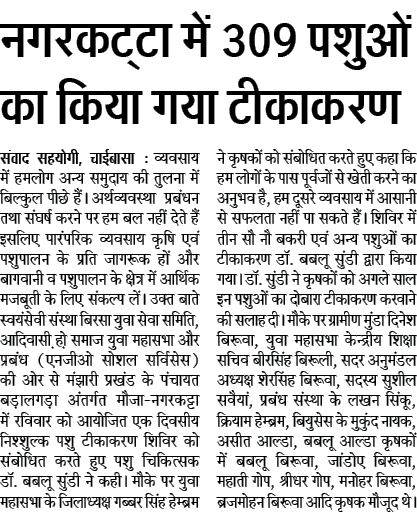 नगरकट्टा में 309 पशुओं
का किया गया टीकाकरण
संवाद सहयोगी, चाईबासा : व्यवसाय
में हमलोग अन्य समुदाय की तुलना में
बिल्कुल पीछे हैं। अर्थव्यवस्था प्रबंधन
तथा संघर्ष करने पर हम बल नहीं देते हैं
इसलिए पारंपरिक व्यवसाय कृषि एवं
पशुपालन के प्रति जागरूक हों और
बागवानी व पशुपालन के क्षेत्र में आर्थिक
मजबूती के लिए संकल्प लें। उक्त बाते
स्वयंसेवी संस्था बिरसा युवा सेवा समिति,
आदिवासी हो समाज युवा महासभा और
प्रबंध (एनजीओ सोशल सर्विसेस)
की ओर से मंझारी प्रखंड के पंचायत
बड़ालगड़ा अंतर्गत मौजा-नगरकट्टा
में रविवार को आयोजित एक दिवसीय
निश्शुल्क पशु टीकाकरण शिविर को
संबोधित करते हुए पशु चिकित्सक
डॉ. बबलू सुंडी ने कही। मौके पर युवा
महासभा के जिलाध्यक्ष गब्बर सिंह हेम्ब्रम
ने कृषकों को संबोधित करते हुए कहा कि
हम लोगों के पास पूर्वजों से खेती करने का
अनुभव है, हम दूसरे व्यवसाय में आसानी
से सफलता नहीं पा सकते हैं। शिविर में
तीन सौ नौ बकरी एवं अन्य पशुओं का
टीकाकरण डॉ. बबलू सुंडी द्वारा किया
गया। डॉ. सुंडी ने कृषकों को अगले साल
इन पशुओं का दोबारा टीकाकरण करवाने
की सलाह दी। मौके पर ग्रामीण मुंडा दिनेश
बिरूवा, युवा महासभा केन्द्रीय शिक्षा
सचिव बीरसिंह बिरूली, सदर अनुमंडल
अध्यक्ष शेरसिंह बिरूवा, सदस्य सुशील
सवैयां, प्रबंध संस्था के लखन सिंकू,
क्रियाम हेम्ब्रम, बियुसेस के मुकुंद नायक,
असीत आल्डा, बबलू आल्डा कृषकों
में बबलू बिरूवा, जांडोए बिरूवा,
महाती गोप, श्रीधर गोप, मनोहर बिरूवा,
ब्रजमोहन बिरूवा आदि कृषक मौजूद थे।